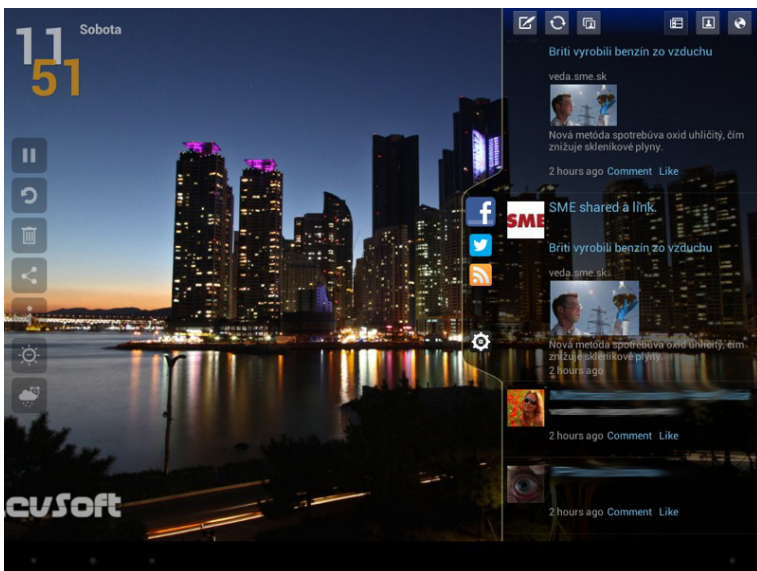 11
51
Sobota
Briti vyrobili benzín zo vzduchu
veda.sme.sk
Nová metóda spotrebúva oxid uhličitý, čím
znižuje skleníkové plyny.
2 hours ago Comment Like
SME
SME shared a link.
Briti vyrobili benzín zo vzduchu
veda.sme.sk
Nová metóda spotrebúva oxid uhličitý, čím
znižuje skleníkové plyny.
2 hours ago
2 hours ago Comment Like
2 hours ago Comment Like